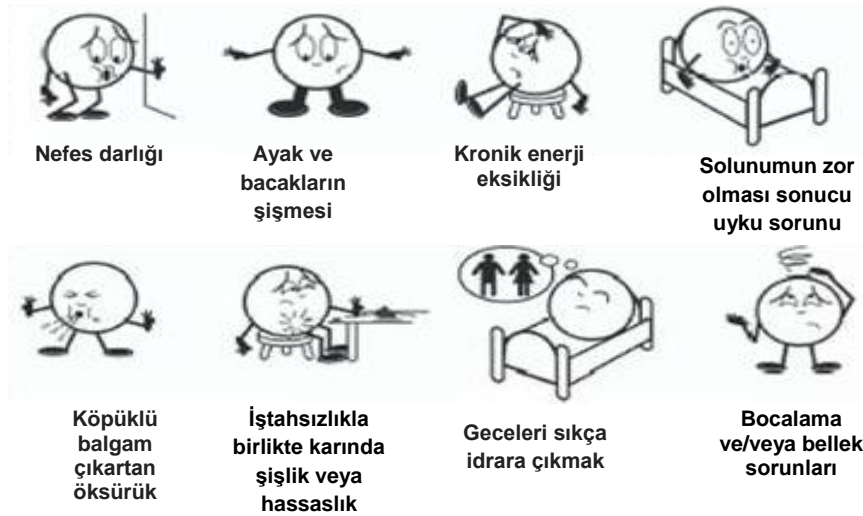 Nefes darlığı
Ayak ve
bacakların
şişmesi
Kronik enerji
eksikliği
Solunumun zor
olması sonucu
uyku sorunu
Köpüklü
balgam
çıkartan
öksürük
İştahsızlıkla
birlikte karında
şişlik veya
hassaslık
Geceleri sıkça
idrara çıkmak
Bocalama
ve/veya bellek
sorunları